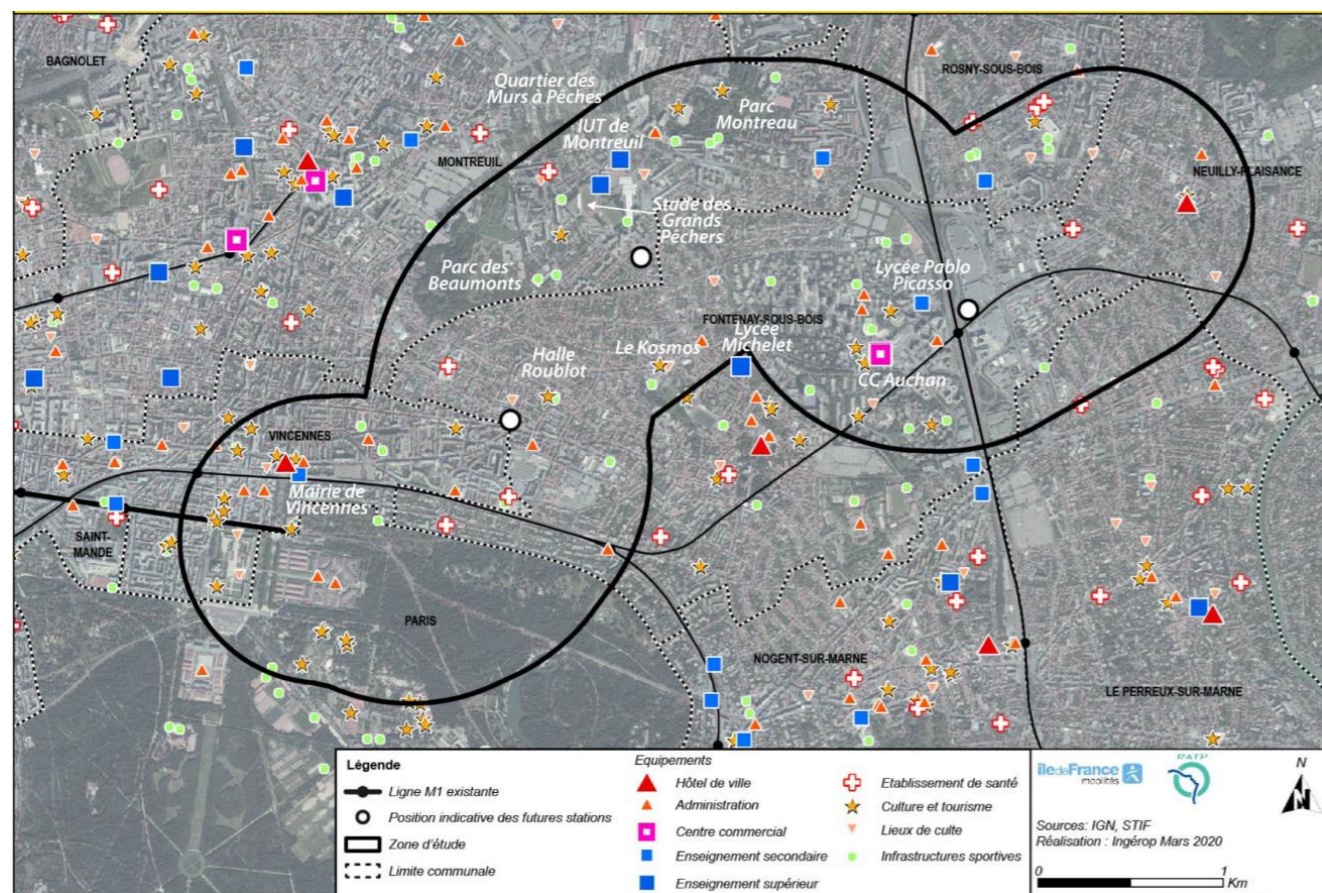 BAGNOLET
ROSNY-SOUS-BOIS
Quartier des
Murs à Pêches
Parc
Montreau
IUT de
Montreuil
MONTREUIL
NEUILLY-PLAISANCE
Stade des
Grands
Pêchers
Parc des
Beaumonts
Lycée Pablo
Picasso
FONTENAY-SOUS-BOIS
Lycée
Michelet
Le Kosmos
Halle
Roublot
CC Auchan
VINCENNES
Mairie de
Vincennes
SAINT-
MANDE
PARIS
NOGENT-SUR-MARNE
LE PERREUX-SUR-MARNE
Légende
Ligne M1 existante
Position indicative des futures stations
Zone d'étude
Limite communale
Equipements
Hôtel de ville
Administration
Centre commercial
Enseignement secondaire
Enseignement supérieur
Etablissement de santé
Culture et tourisme
Lieux de culte
Infrastructures sportives
île de France
mobilités
RATP
N
N
Sources: IGN, STIF
Réalisation : Ingérop Mars 2020
0 1
Km